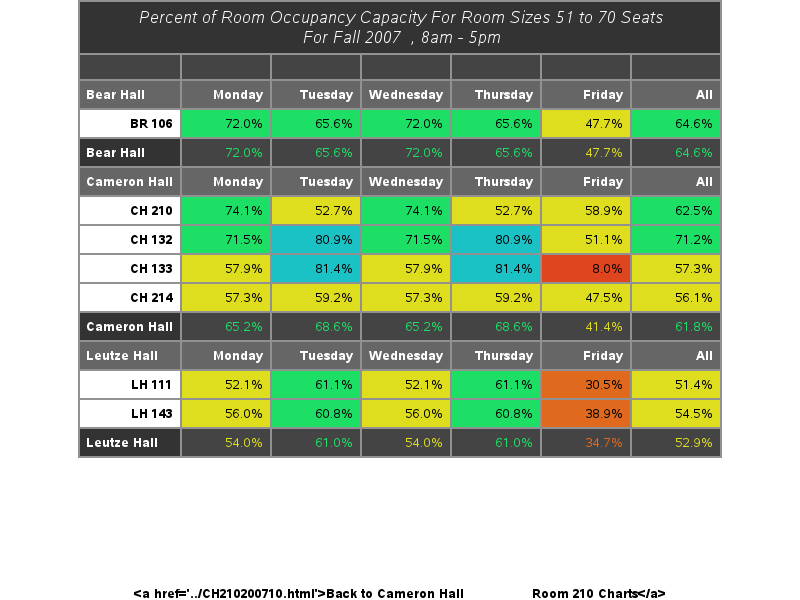 Percent of Room Occupancy Capacity For Room Sizes 51 to 70 Seats
For Fall 2007 , 8am - 5pm
Bear Hall Monday Tuesday Wednesday Thursday Friday All
BR 106 72.0% 65.6% 72.0% 65.6% 47.7% 64.6%
Bear Hall 72.0% 65.6% 72.0% 65.6% 47.7% 64.6%
Cameron Hall Monday Tuesday Wednesday Thursday Friday All
CH 210 74.1% 52.7% 74.1% 52.7% 58.9% 62.5%
CH 132 71.5% 80.9% 71.5% 80.9% 51.1% 71.2%
CH 133 57.9% 81.4% 57.9% 81.4% 8.0% 57.3%
CH 214 57.3% 59.2% 57.3% 59.2% 47.5% 56.1%
Cameron Hall 65.2% 68.6% 65.2% 68.6% 41.4% 61.8%
Leutze Hall Monday Tuesday Wednesday Thursday Friday All
LH 111 52.1% 61.1% 52.1% 61.1% 30.5% 51.4%
LH 143 56.0% 60.8% 56.0% 60.8% 38.9% 54.5%
Leutze Hall 54.0% 61.0% 54.0% 61.0% 34.7% 52.9%
<a href='../CH210200710.html'>Back to Cameron Hall Room 210 Charts</a>